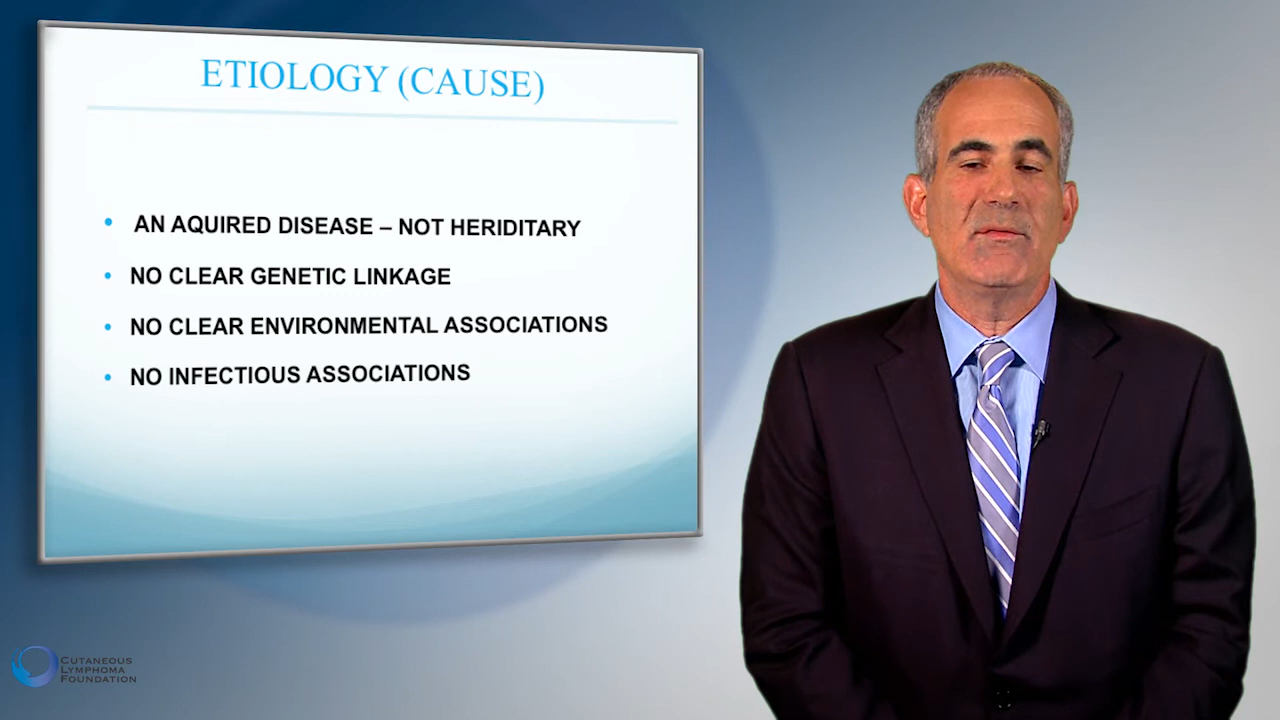 ETIOLOGY (CAUSE)
• AN AQUIRED DISEASE – NOT HERIDITARY
• NO CLEAR GENETIC LINKAGE
• NO CLEAR ENVIRONMENTAL ASSOCIATIONS
• NO INFECTIOUS ASSOCIATIONS
CUTANEOUS
LYMPHOMA
FOUNDATION